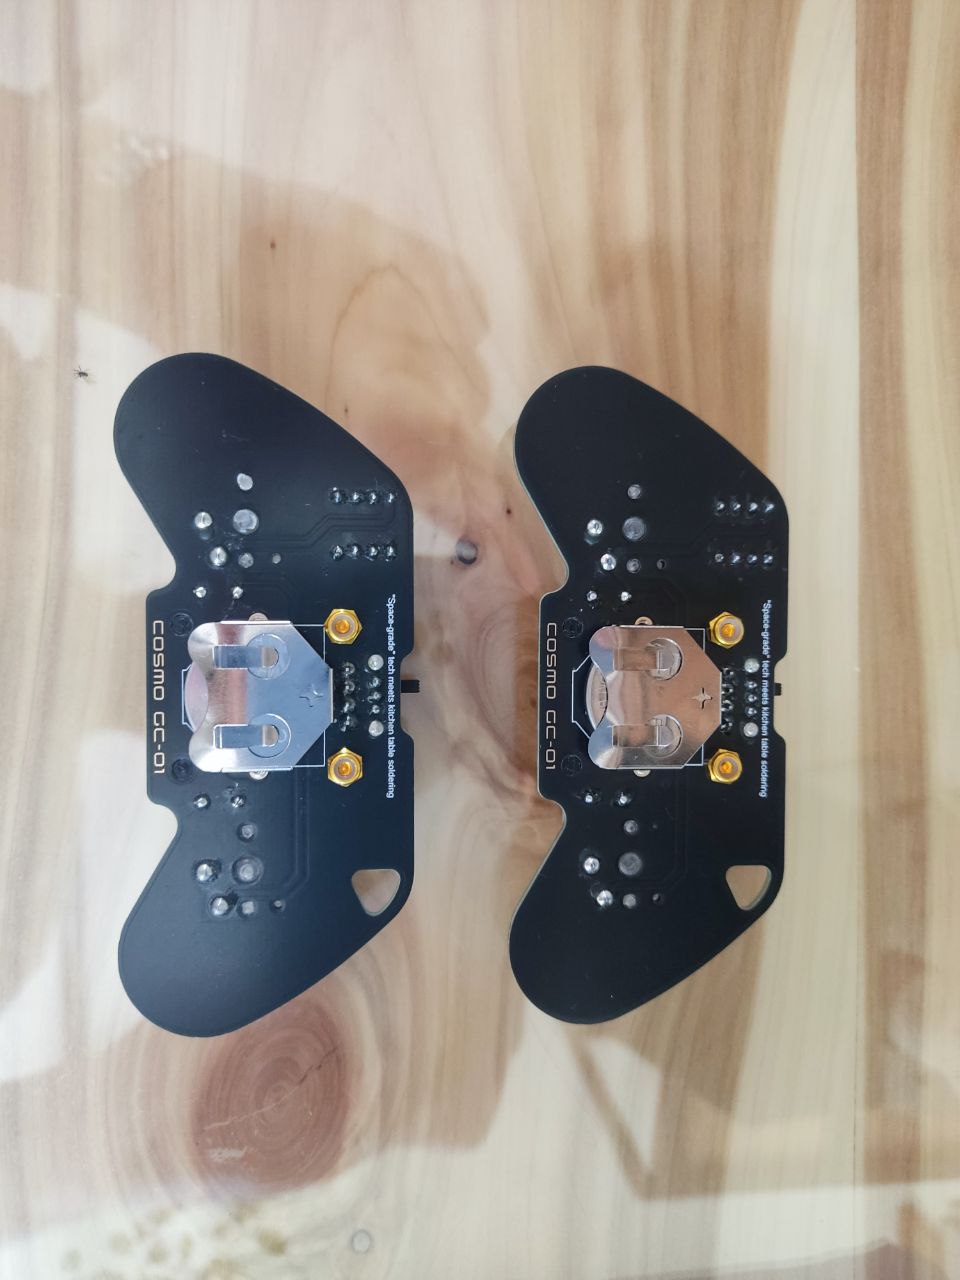 COSMO GC-01
"Space-grade" tech meets kitchen table soldering
COSMO GC-01
"Space-grade" tech meets kitchen table soldering